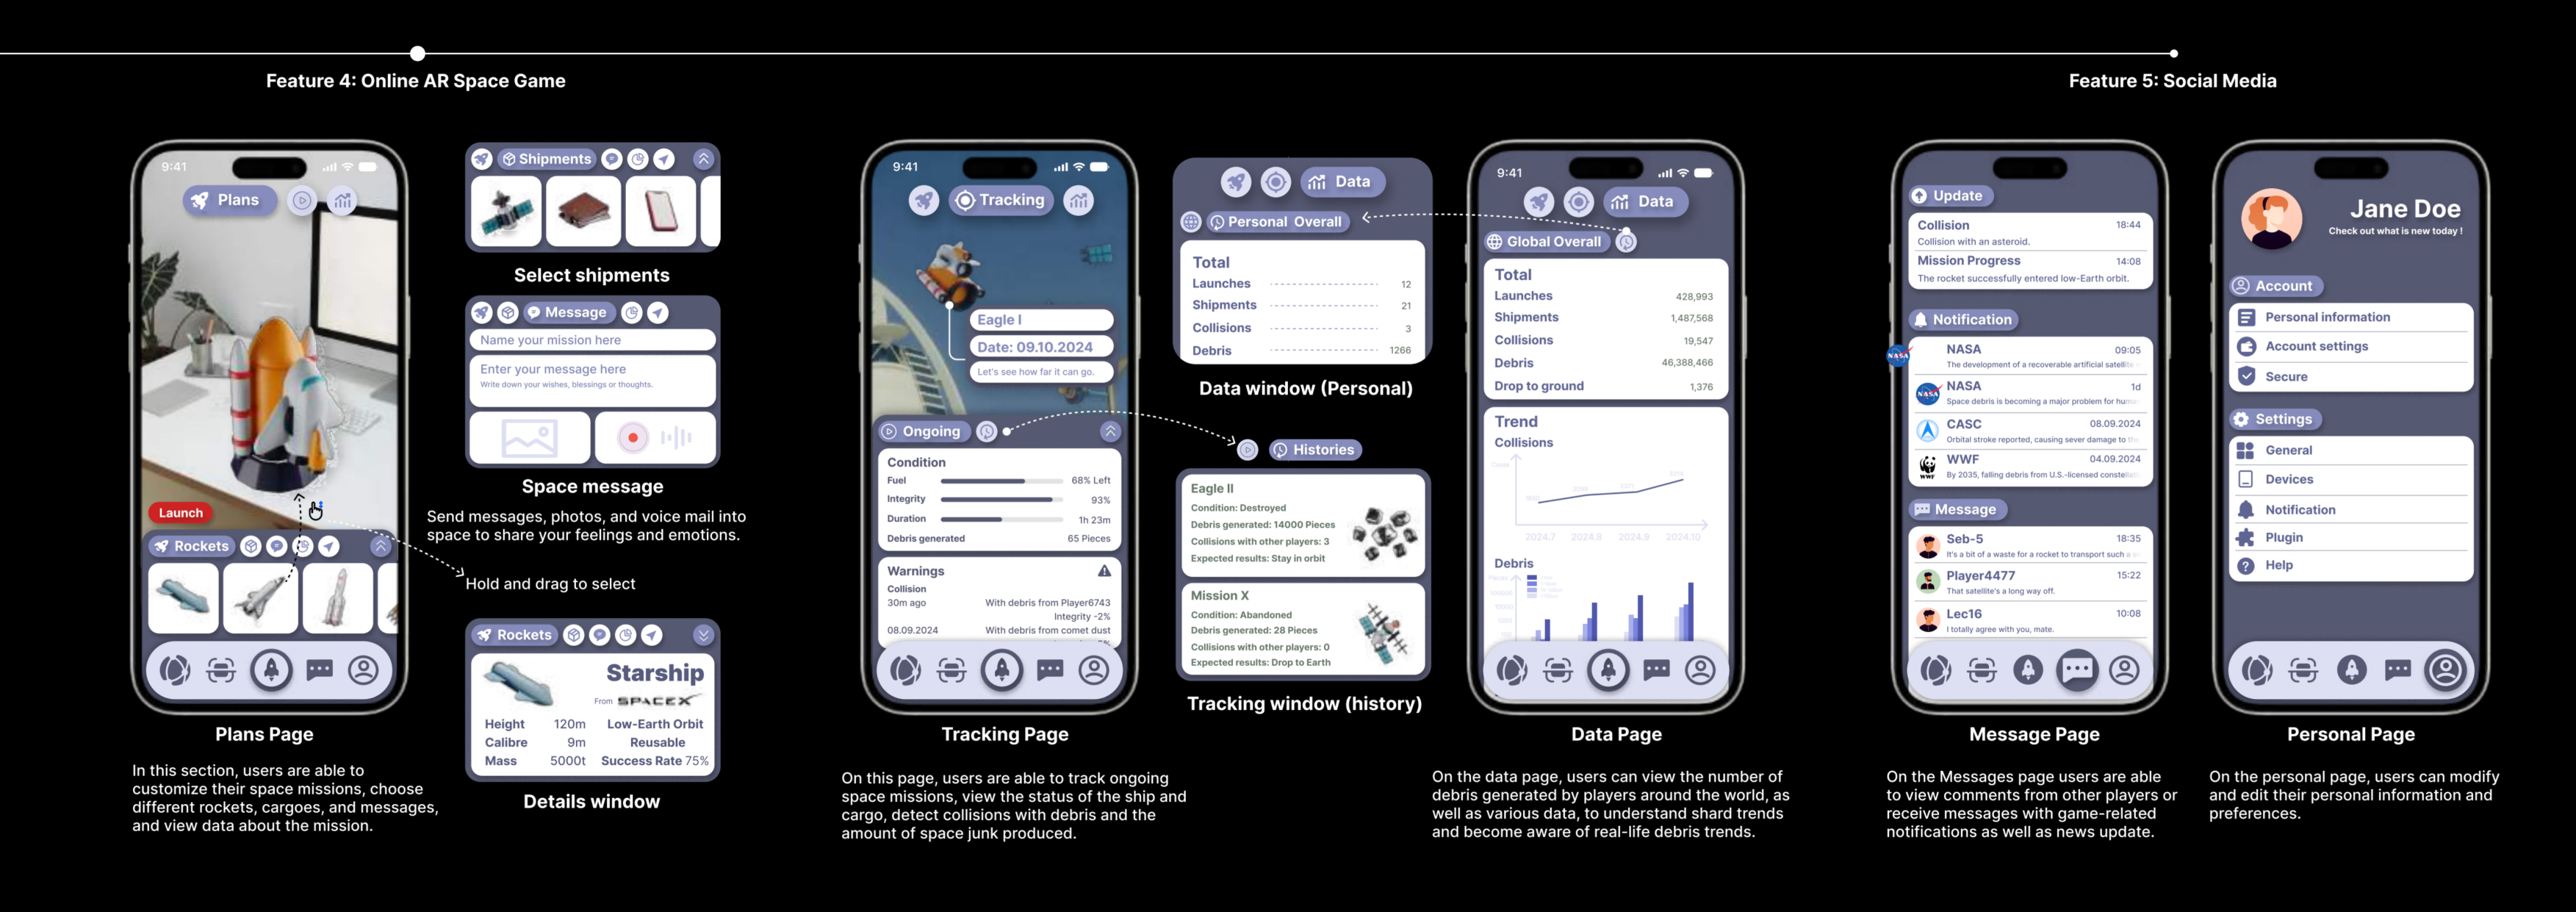 Feature 4: Online AR Space Game
Feature 5: Social Media
9:41
Plans
Launch
Rockets
Plans Page
In this section, users are able to
customize their space missions, choose
different rockets, cargoes, and messages,
and view data about the mission.
Shipments
Select shipments
Message
Name your mission here
Enter your message here
Write down your wishes, blessings or thoughts.
Space message
Send messages, photos, and voice mail into
space to share your feelings and emotions.
Hold and drag to select
Rockets
Starship
From SPACEX
Height 120m Low-Earth Orbit
Calibre 9m Reusable
Mass 5000t Success Rate 75%
Details window
9:41
Tracking
Eagle I
Date: 09.10.2024
Let's see how far it can go.
Ongoing
Condition
Fuel 68% Left
Integrity 93%
Duration 1h 23m
Debris generated 65 Pieces
Warnings
Collision
30m ago With debris from Player6743
Integrity -2%
08.09.2024 With debris from comet dust
Tracking Page
On this page, users are able to track ongoing
space missions, view the status of the ship and
cargo, detect collisions with debris and the
amount of space junk produced.
Data
Personal Overall
Total
Launches 12
Shipments 21
Collisions 3
Debris 1266
Data window (Personal)
Histories
Eagle II
Condition: Destroyed
Debris generated: 14000 Pieces
Collisions with other players: 3
Expected results: Stay in orbit
Mission X
Condition: Abandoned
Debris generated: 28 Pieces
Collisions with other players: 0
Expected results: Drop to Earth
Tracking window (history)
9:41
Data
Global Overall
Total
Launches 428,993
Shipments 1,487,568
Collisions 19,547
Debris 46,388,466
Drop to ground 1,376
Trend
Collisions
2024.7 2024.8 2024.9 2024.10
Debris
Data Page
On the data page, users can view the number of
debris generated by players around the world, as
well as various data, to understand shard trends
and become aware of real-life debris trends.
Update
Collision 18:44
Collision with an asteroid.
Mission Progress 14:08
The rocket successfully entered low-Earth orbit.
Notification
NASA
NASA 09:05
The development of a recoverable artificial satellite
NASA
NASA 1d
Space debris is becoming a major problem for human
CASC 08.09.2024
Orbital stroke reported, causing sever damage to the
WWF
WWF 04.09.2024
By 2035, falling debris from U.S.-licensed constellat
Message
Seb-5 18:35
It's a bit of a waste for a rocket to transport such a
Player4477 15:22
That satellite's a long way off.
Lec16 10:08
I totally agree with you, mate.
Message Page
On the Messages page users are able
to view comments from other players or
receive messages with game-related
notifications as well as news update.
Jane Doe
Check out what is new today !
Account
Personal information
Account settings
Secure
Settings
General
Devices
Notification
Plugin
Help
Personal Page
On the personal page, users can modify
and edit their personal information and
preferences.